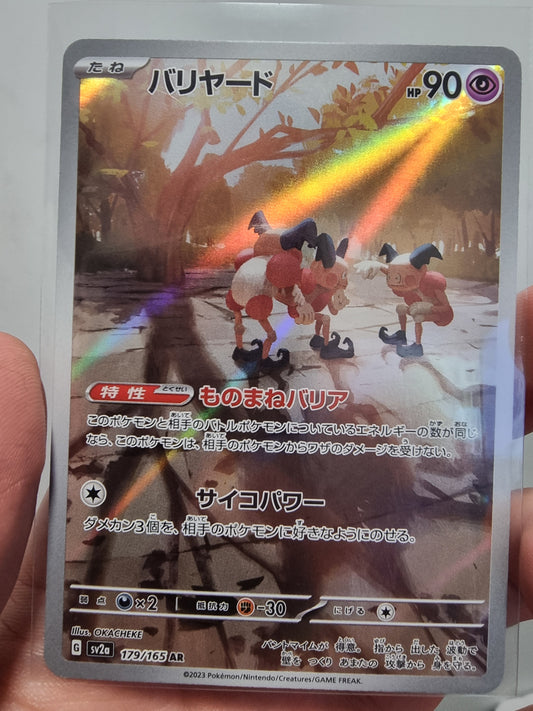 たね
バリヤード
HP 90
特性 とくせい ものまねバリア
このポケモンと相手のバトルポケモンについているエネルギーの数が同じ
なら、このポケモンは、相手のポケモンからワザのダメージを受けない。
サイコパワー
ダメカン3個を、相手のポケモンに好きなようにのせる。
弱点 ×2 抵抗力 -30 にげる
Illus. OKACHEKE
G sv2a 179/165 AR
パントマイムが 得意。 指から 出した 波動で
壁を つくり あまたの 攻撃から 身を守る。
©2023 Pokémon/Nintendo/Creatures/GAME FREAK.